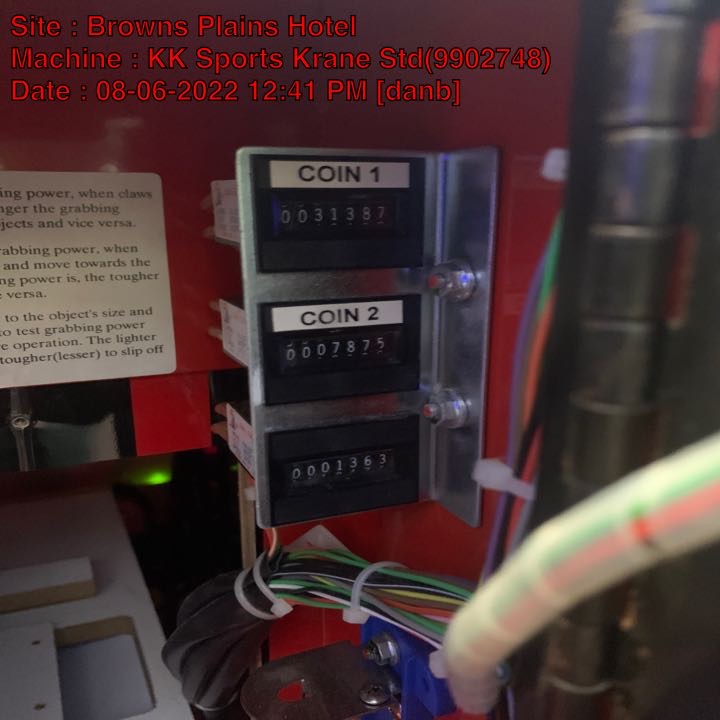 Site : Browns Plains Hotel
Machine : KK Sports Krane Std(9902748)
Date : 08-06-2022 12:41 PM [danb]
COIN 1
0031387
COIN 2
0007875
0001363
ing power, when claws
nger the grabbing
jects and vice versa.
rabbing power, when
and move towards the
ng power is, the tougher
versa.
to the object's size and
to test grabbing power
e operation. The lighter
tougher(lesser) to slip off